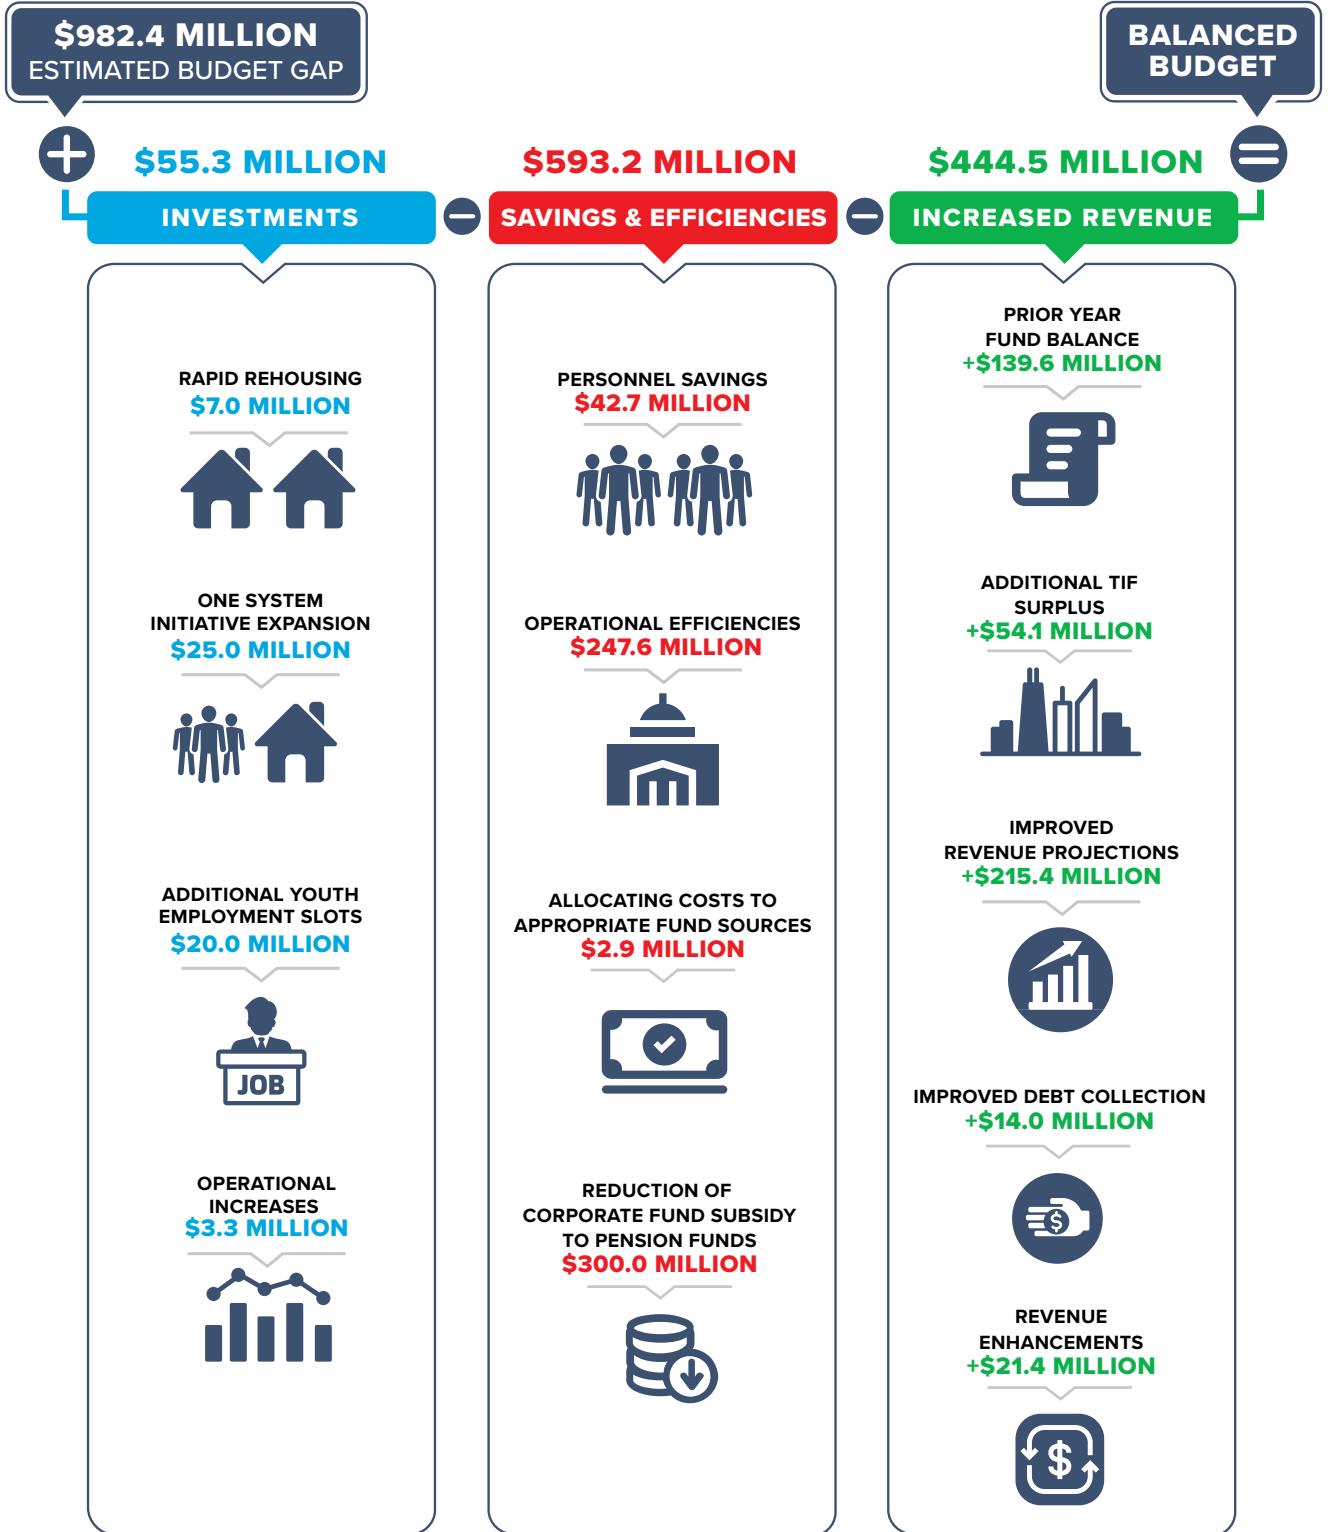 $982.4 MILLION
ESTIMATED BUDGET GAP
BALANCED
BUDGET
$55.3 MILLION
INVESTMENTS
$593.2 MILLION
SAVINGS & EFFICIENCIES
$444.5 MILLION
INCREASED REVENUE
RAPID REHOUSING
$7.0 MILLION
ONE SYSTEM
INITIATIVE EXPANSION
$25.0 MILLION
ADDITIONAL YOUTH
EMPLOYMENT SLOTS
$20.0 MILLION
JOB
OPERATIONAL
INCREASES
$3.3 MILLION
PERSONNEL SAVINGS
$42.7 MILLION
OPERATIONAL EFFICIENCIES
$247.6 MILLION
ALLOCATING COSTS TO
APPROPRIATE FUND SOURCES
$2.9 MILLION
REDUCTION OF
CORPORATE FUND SUBSIDY
TO PENSION FUNDS
$300.0 MILLION
PRIOR YEAR
FUND BALANCE
+$139.6 MILLION
ADDITIONAL TIF
SURPLUS
+$54.1 MILLION
IMPROVED
REVENUE PROJECTIONS
+$215.4 MILLION
IMPROVED DEBT COLLECTION
+$14.0 MILLION
$
REVENUE
ENHANCEMENTS
+$21.4 MILLION
$